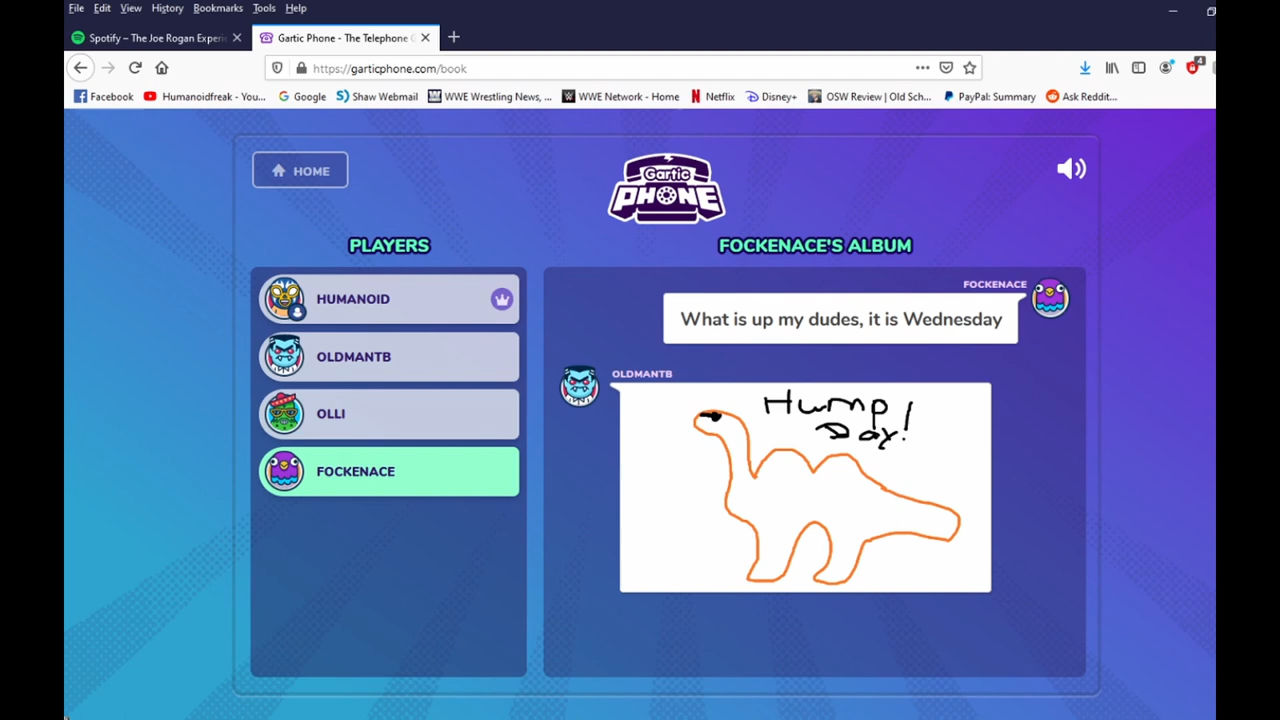 File Edit View History Bookmarks Tools Help
Spotify – The Joe Rogan Experi
Gartic Phone - The Telephone G
https://garticphone.com/book
4
Facebook Humanoidfreak - You... Google Shaw Webmail WWE Wrestling News, ... WWE Network - Home Netflix Disney+ OSW Review | Old Sch... PayPal: Summary Ask Reddit...
HOME
Gartic
PHONE
PLAYERS
HUMANOID
OLDMANTB
OLLI
FOCKENACE
FOCKENACE'S ALBUM
FOCKENACE
What is up my dudes, it is Wednesday
OLDMANTB
Hump
Day!